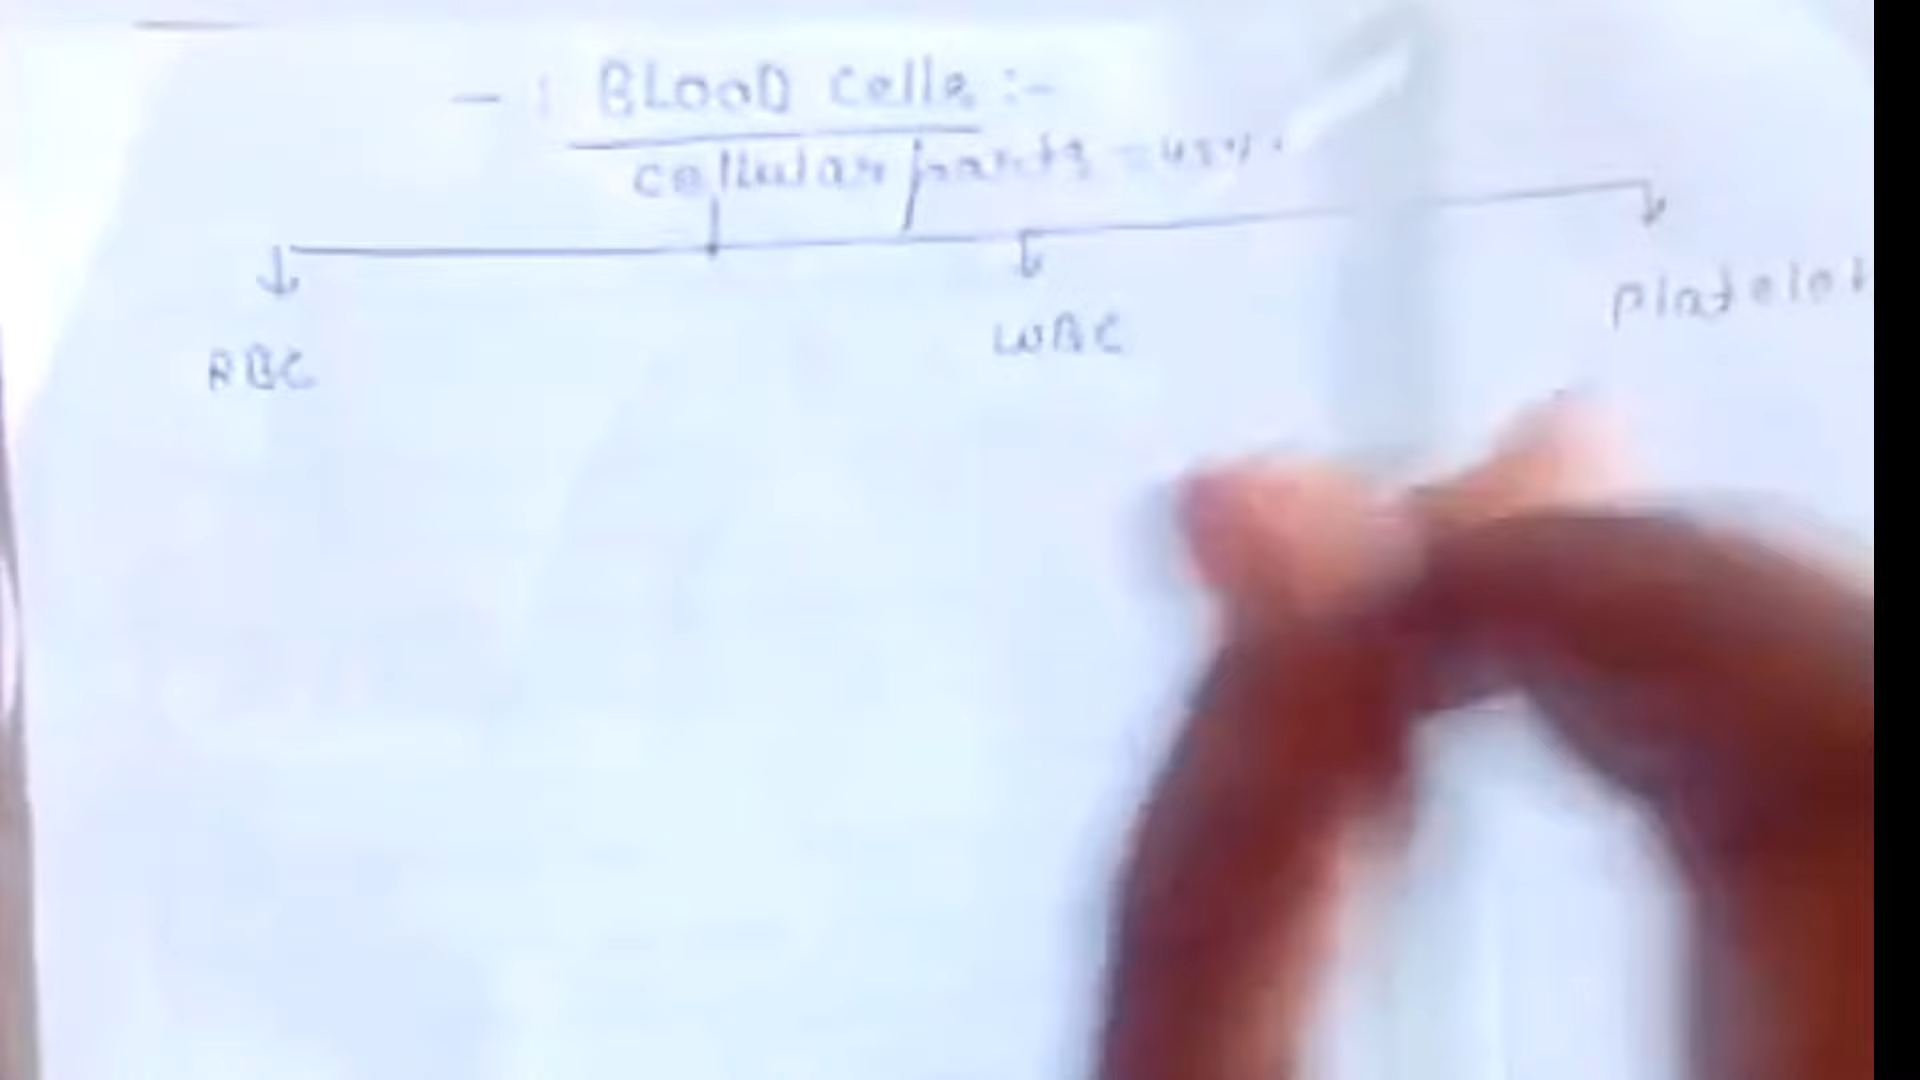 - : BLOOD cells :-
cellular parts = 45%.
RBC
WBC
Platelet